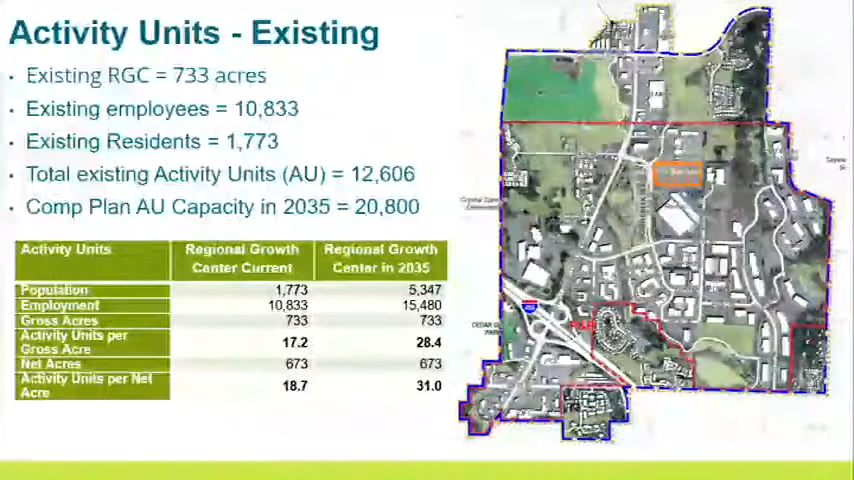 Activity Units - Existing
• Existing RGC = 733 acres
• Existing employees = 10,833
• Existing Residents = 1,773
• Total existing Activity Units (AU) = 12,606
• Comp Plan AU Capacity in 2035 = 20,800
Activity Units Regional Growth Center Current Regional Growth Center in 2035
Population 1,773 5,347
Employment 10,833 15,480
Gross Acres 733 733
Activity Units per Gross Acre 17.2 28.4
Net Acres 673 673
Activity Units per Net Acre 18.7 31.0
P&R
CEDAR
PARK